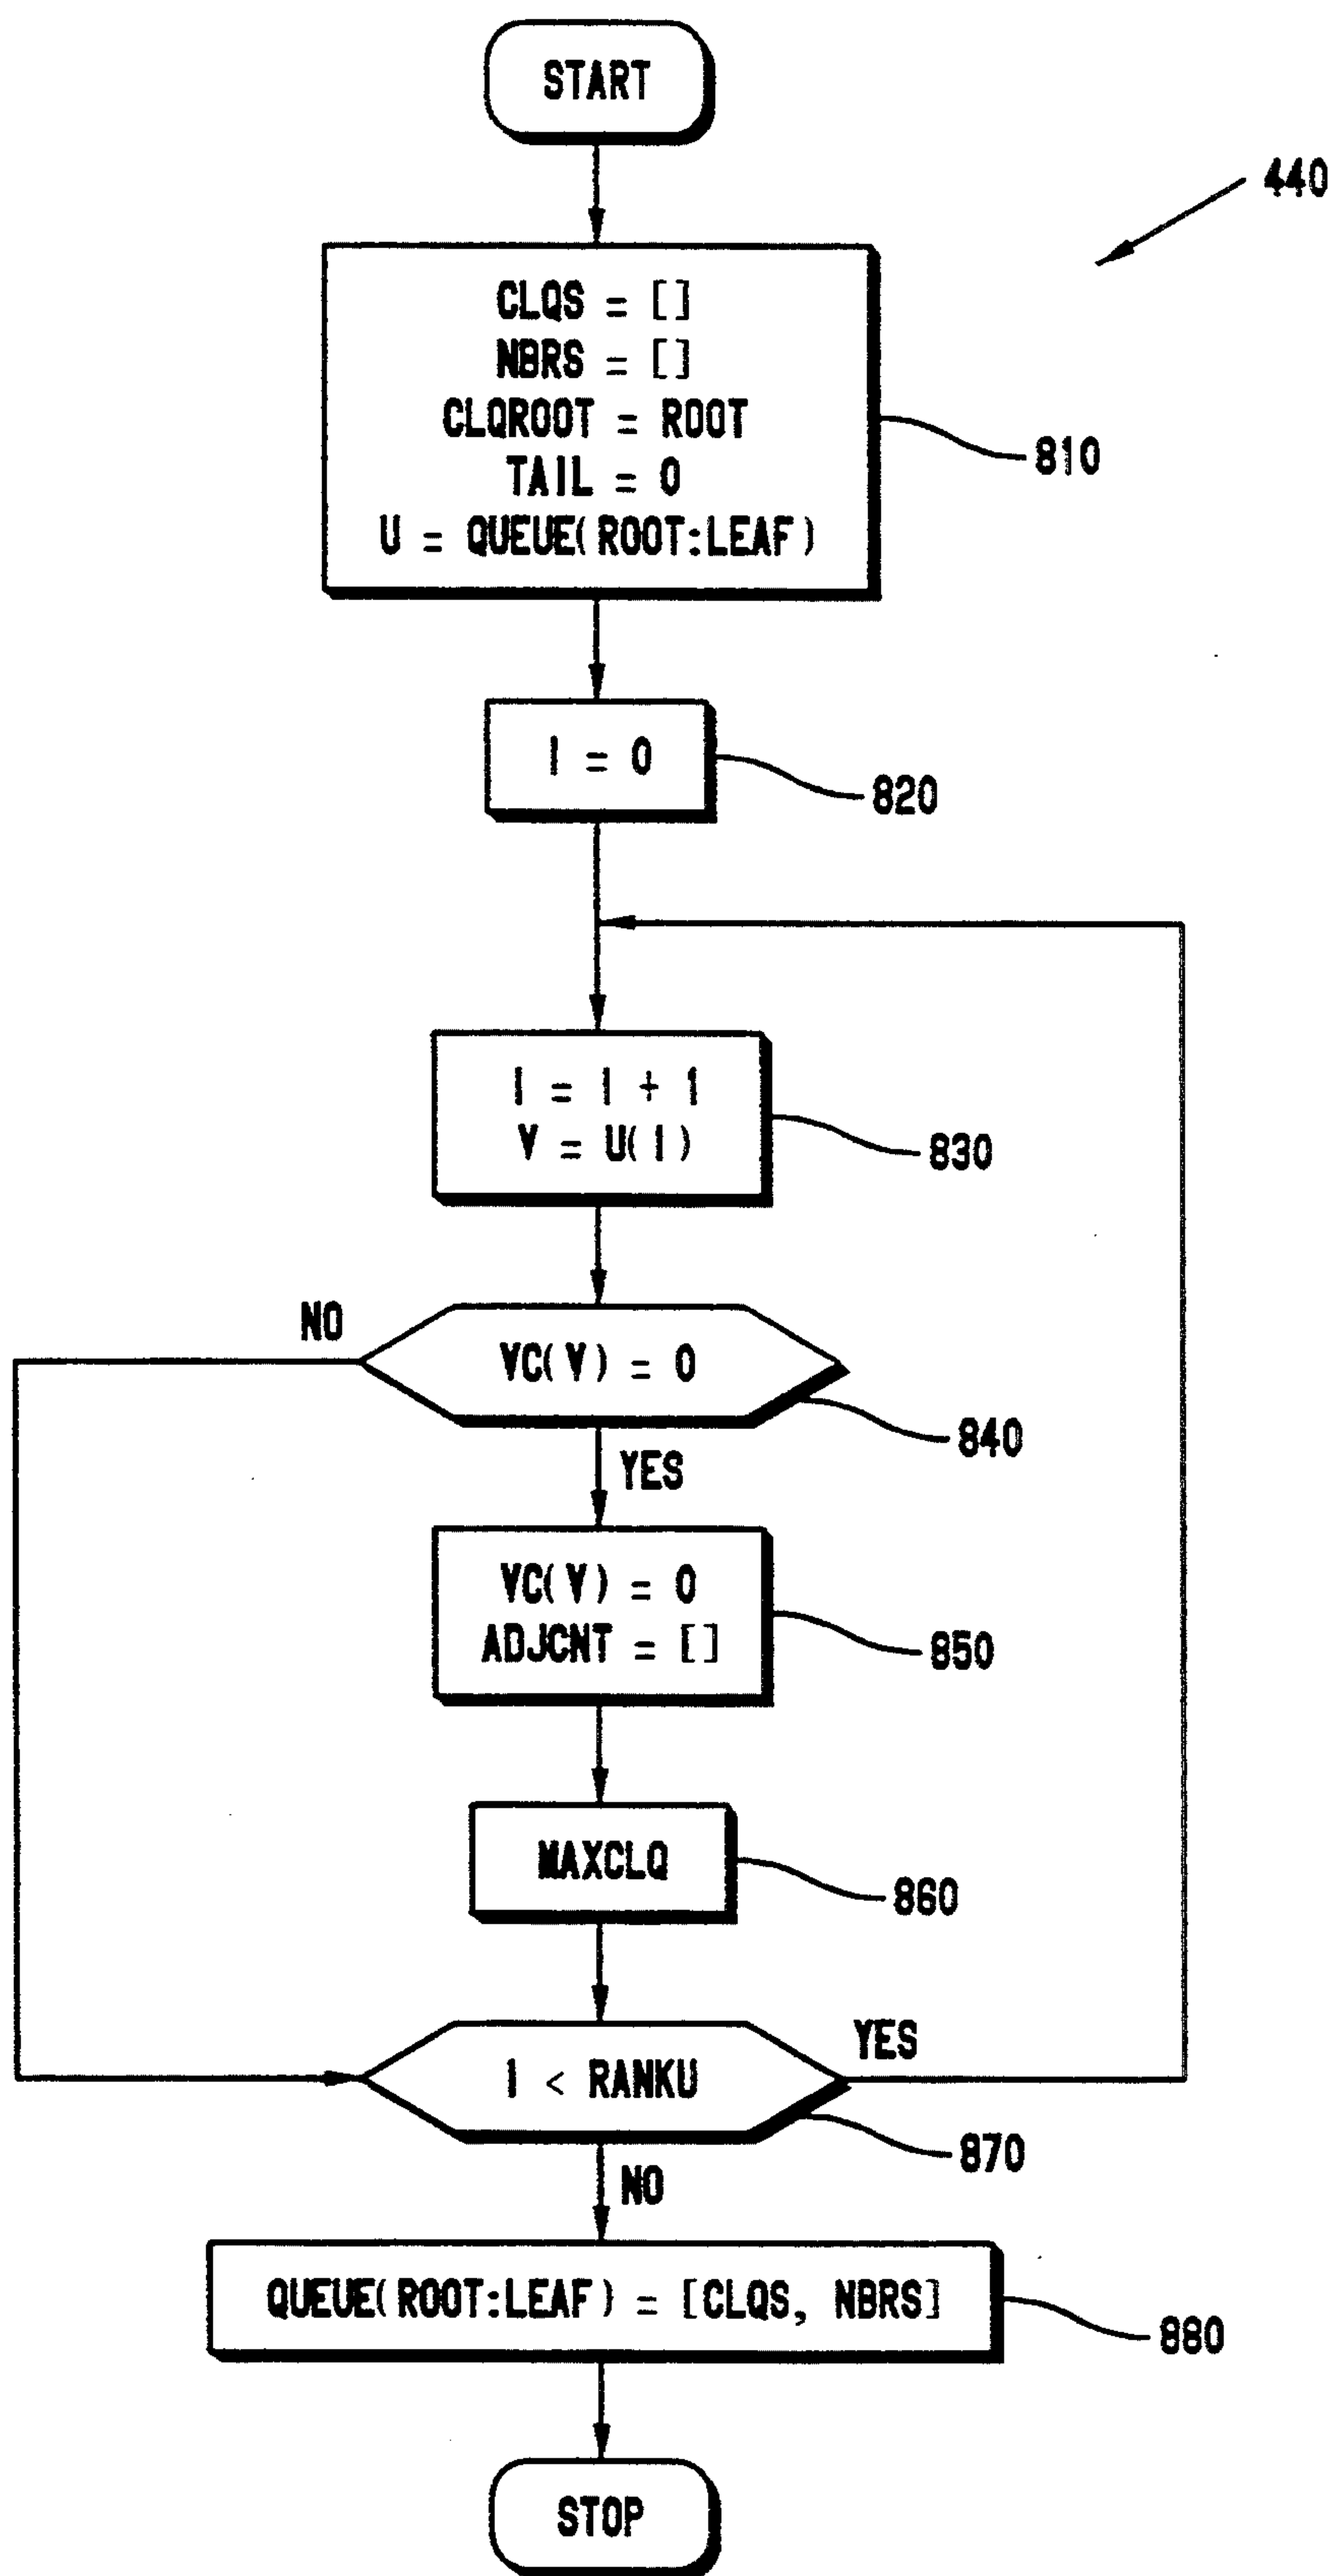 START
440
CLQS = []
NBRS = []
CLQROOT = ROOT
TAIL = 0
U = QUEUE(ROOT:LEAF)
810
I = 0
820
I = I + 1
V = U(I)
830
NO
VC(V) = 0
840
YES
VC(V) = 0
ADJCNT = []
850
MAXCLQ
860
I < RANKU
YES
870
NO
QUEUE(ROOT:LEAF) = [CLQS, NBRS]
880
STOP